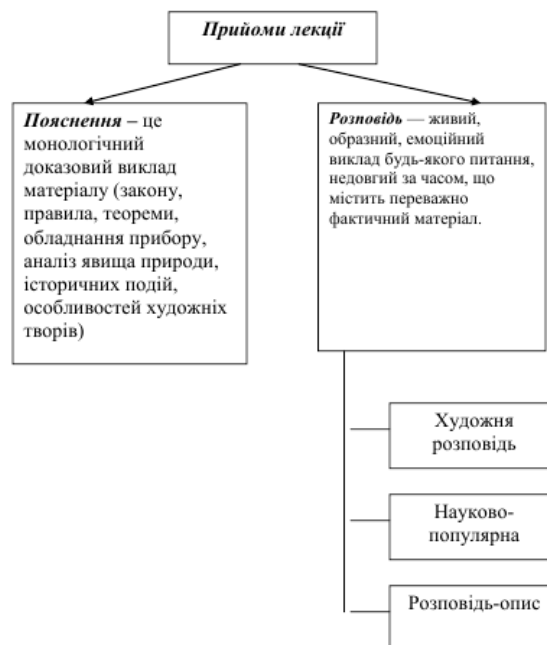 Прийоми лекції
Пояснення – це
монологічний
доказовий виклад
матеріалу (закону,
правила, теореми,
обладнання прибору,
аналіз явища природи,
історичних подій,
особливостей художніх
творів)
Розповідь — живий,
образний, емоційний
виклад будь-якого питання,
недовгий за часом, що
містить переважно
фактичний матеріал.
Художня
розповідь
Науково-
популярна
Розповідь-опис